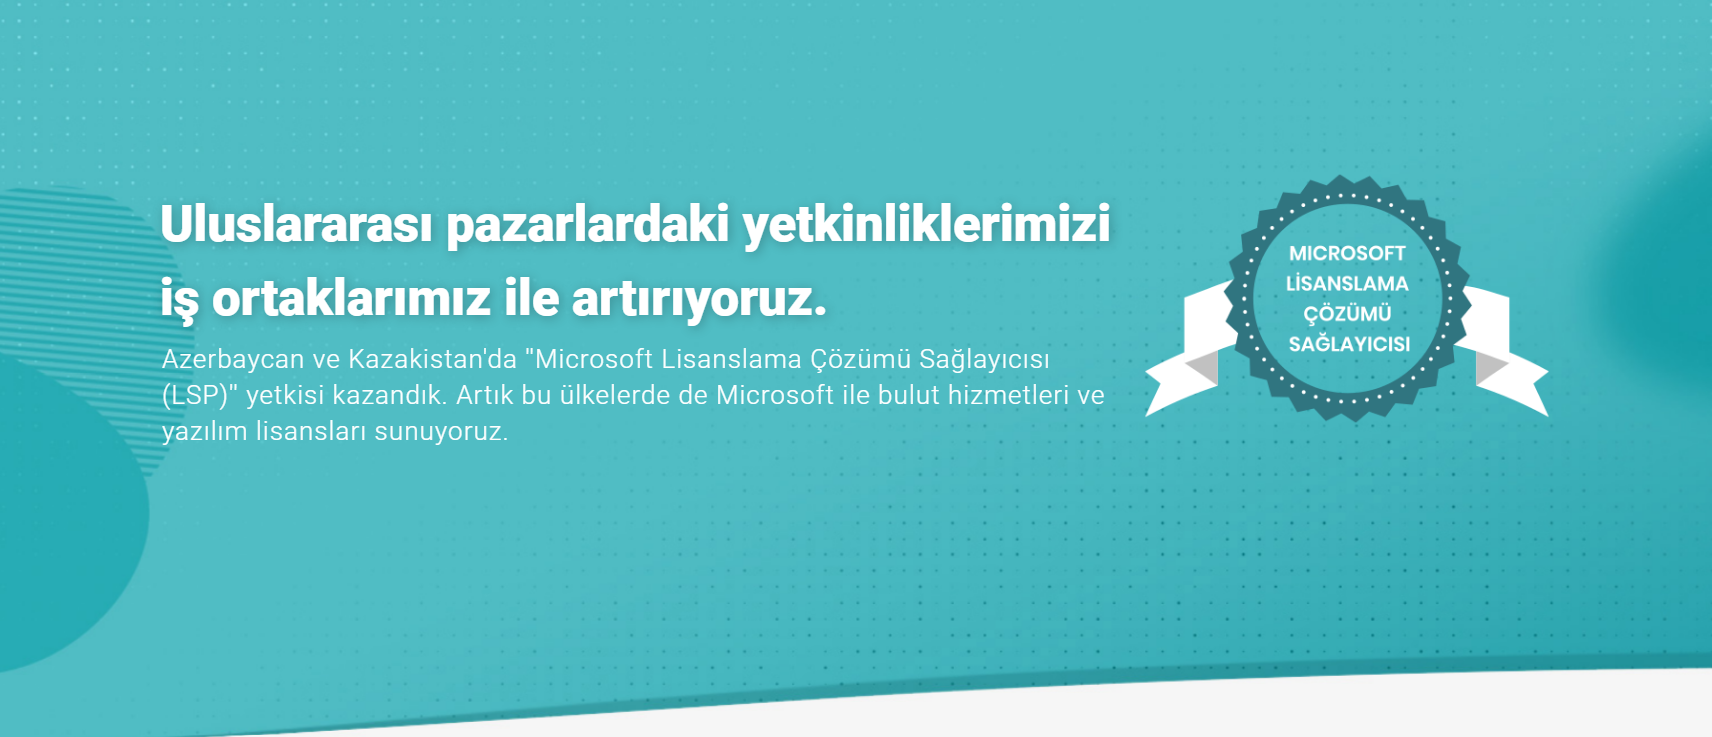 Uluslararası pazarlardaki yetkinliklerimizi
iş ortaklarımız ile artırıyoruz.
Azerbaycan ve Kazakistan'da "Microsoft Lisanslama Çözümü Sağlayıcısı
(LSP)" yetkisi kazandık. Artık bu ülkelerde de Microsoft ile bulut hizmetleri ve
yazılım lisansları sunuyoruz.
MICROSOFT
LİSANSLAMA
ÇÖZÜMÜ
SAĞLAYICISI